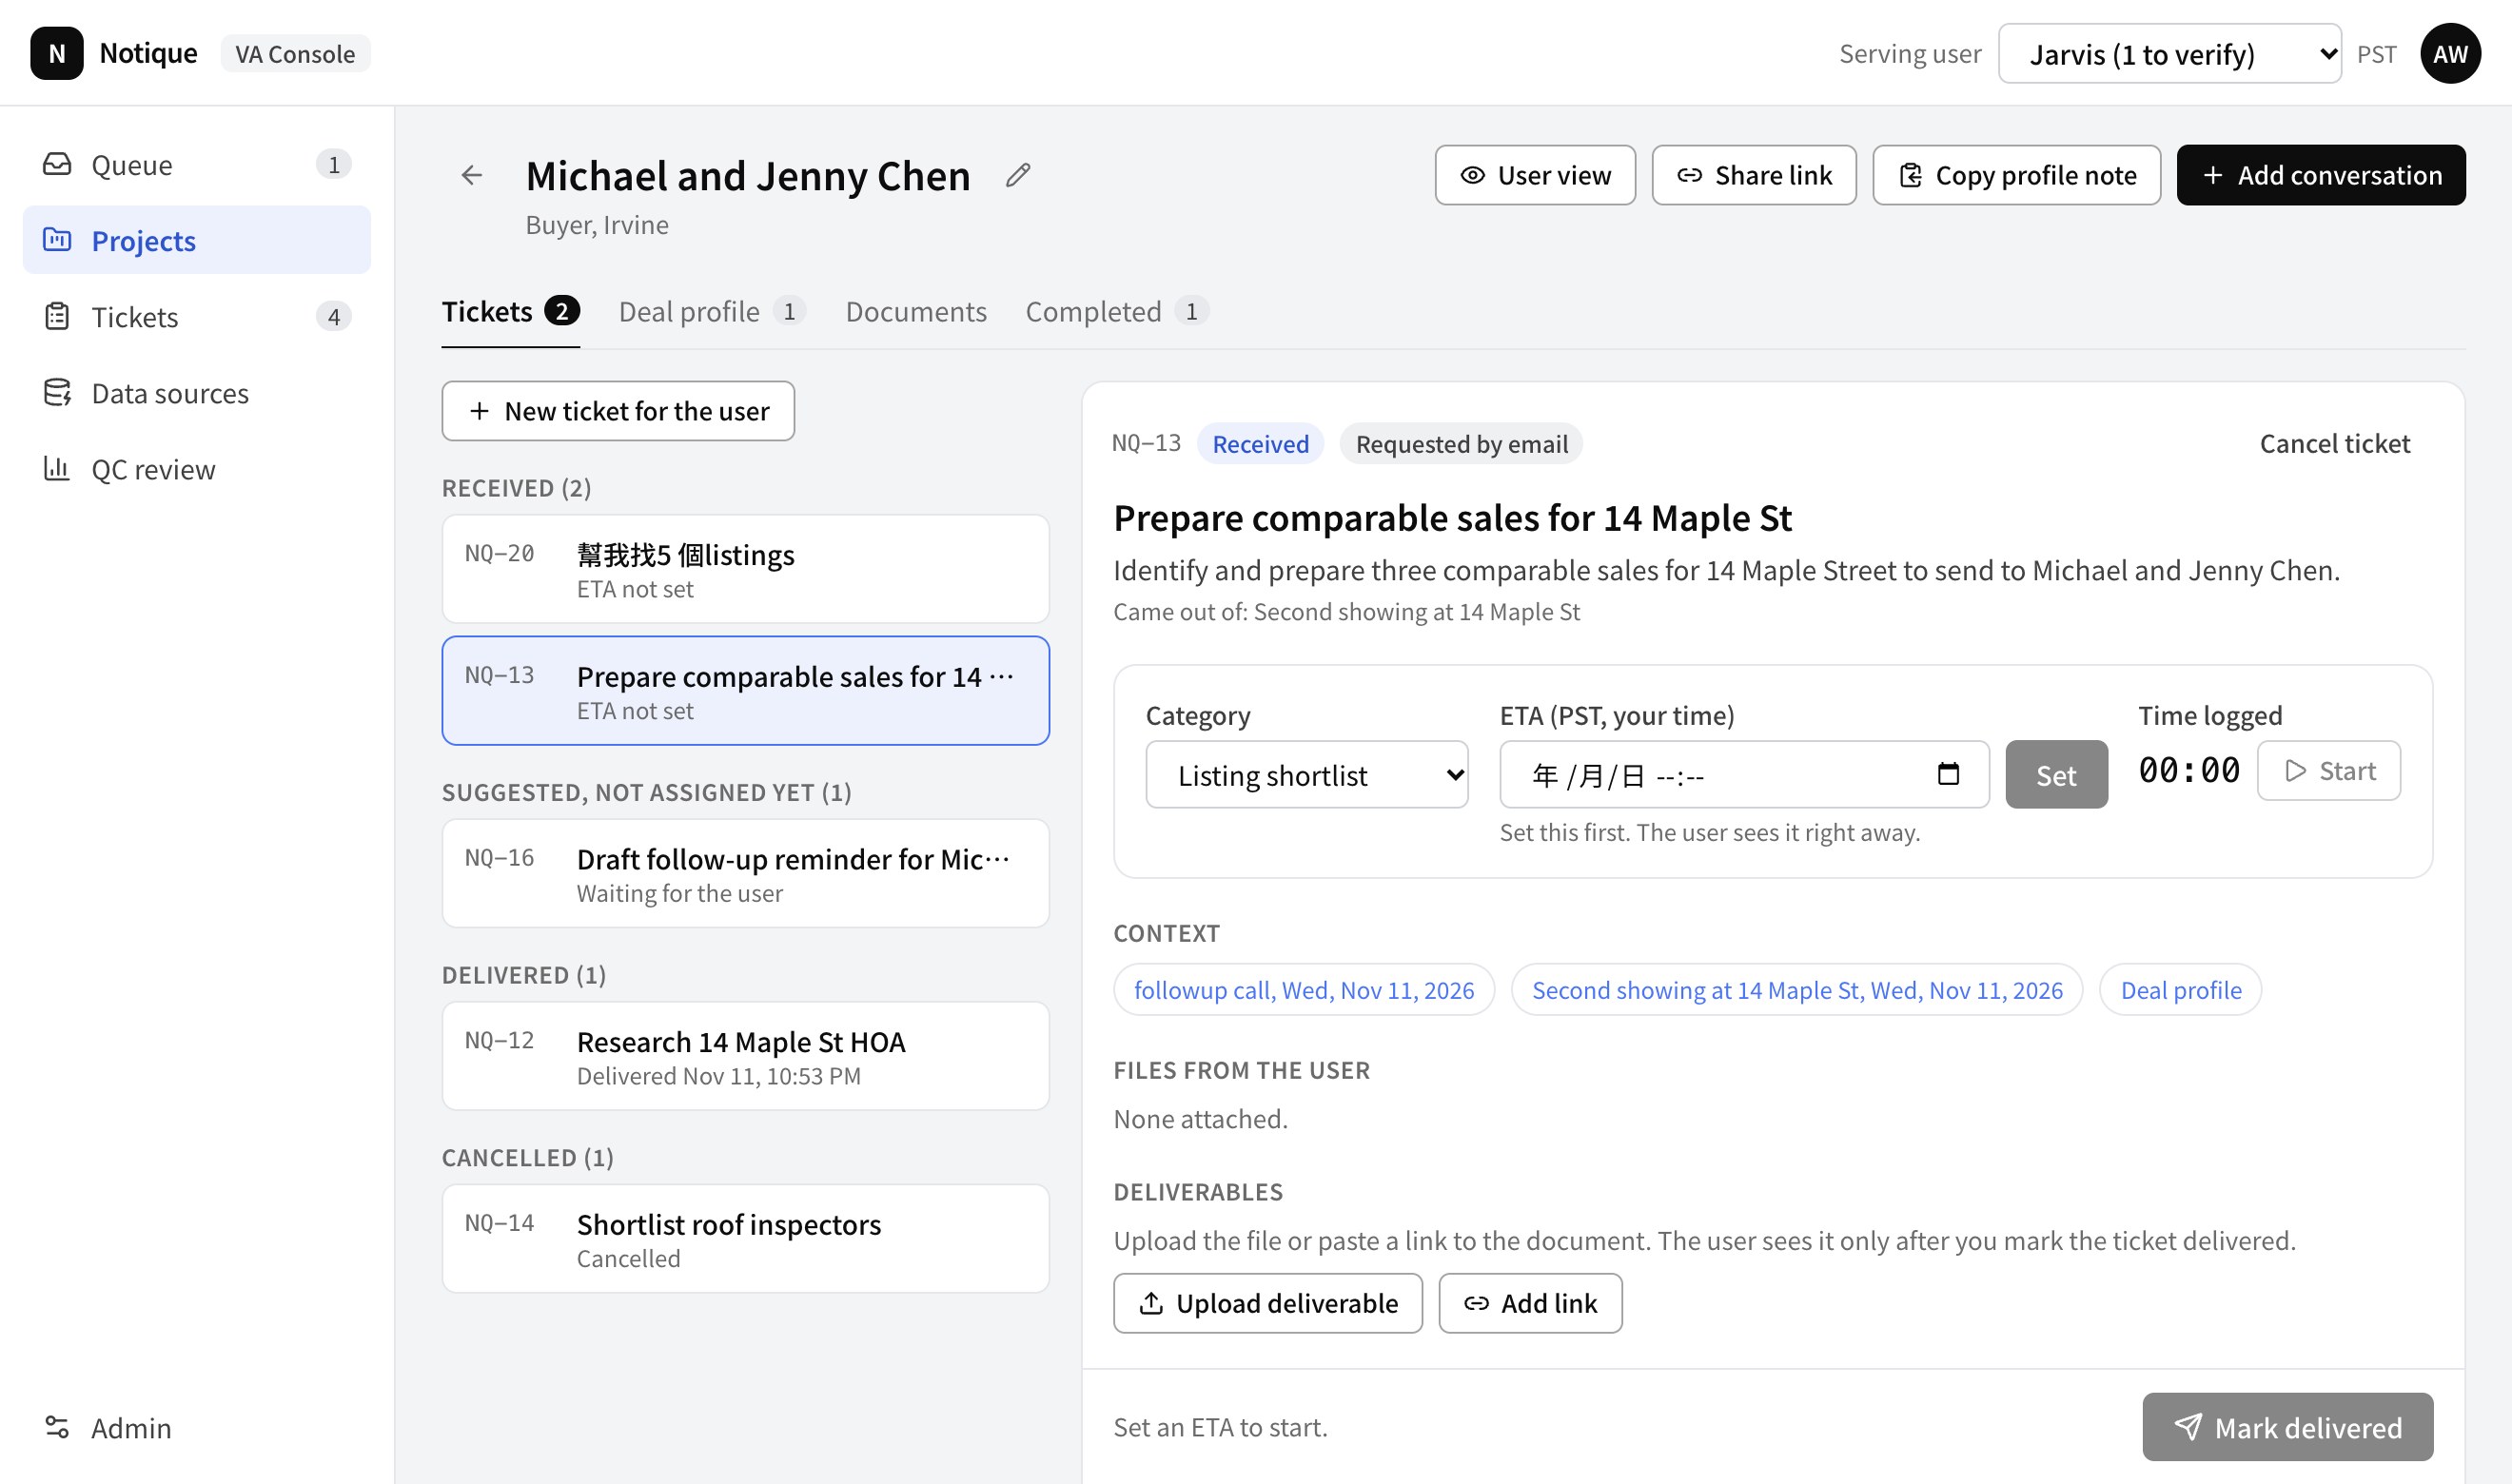 N Notique VA Console
Serving user Jarvis (1 to verify) PST AW
Queue 1
Projects
Tickets 4
Data sources
QC review
Admin
Michael and Jenny Chen
Buyer, Irvine
User view
Share link
Copy profile note
+ Add conversation
Tickets 2 Deal profile 1 Documents Completed 1
+ New ticket for the user
RECEIVED (2)
NQ-20 幫我找5 個listings
ETA not set
NQ-13 Prepare comparable sales for 14 ···
ETA not set
SUGGESTED, NOT ASSIGNED YET (1)
NQ-16 Draft follow-up reminder for Mic···
Waiting for the user
DELIVERED (1)
NQ-12 Research 14 Maple St HOA
Delivered Nov 11, 10:53 PM
CANCELLED (1)
NQ-14 Shortlist roof inspectors
Cancelled
NQ-13 Received Requested by email Cancel ticket
Prepare comparable sales for 14 Maple St
Identify and prepare three comparable sales for 14 Maple Street to send to Michael and Jenny Chen.
Came out of: Second showing at 14 Maple St
Category ETA (PST, your time) Time logged
Listing shortlist 年 /月/日 --:-- Set 00:00 Start
Set this first. The user sees it right away.
CONTEXT
followup call, Wed, Nov 11, 2026 Second showing at 14 Maple St, Wed, Nov 11, 2026 Deal profile
FILES FROM THE USER
None attached.
DELIVERABLES
Upload the file or paste a link to the document. The user sees it only after you mark the ticket delivered.
Upload deliverable Add link
Set an ETA to start. Mark delivered